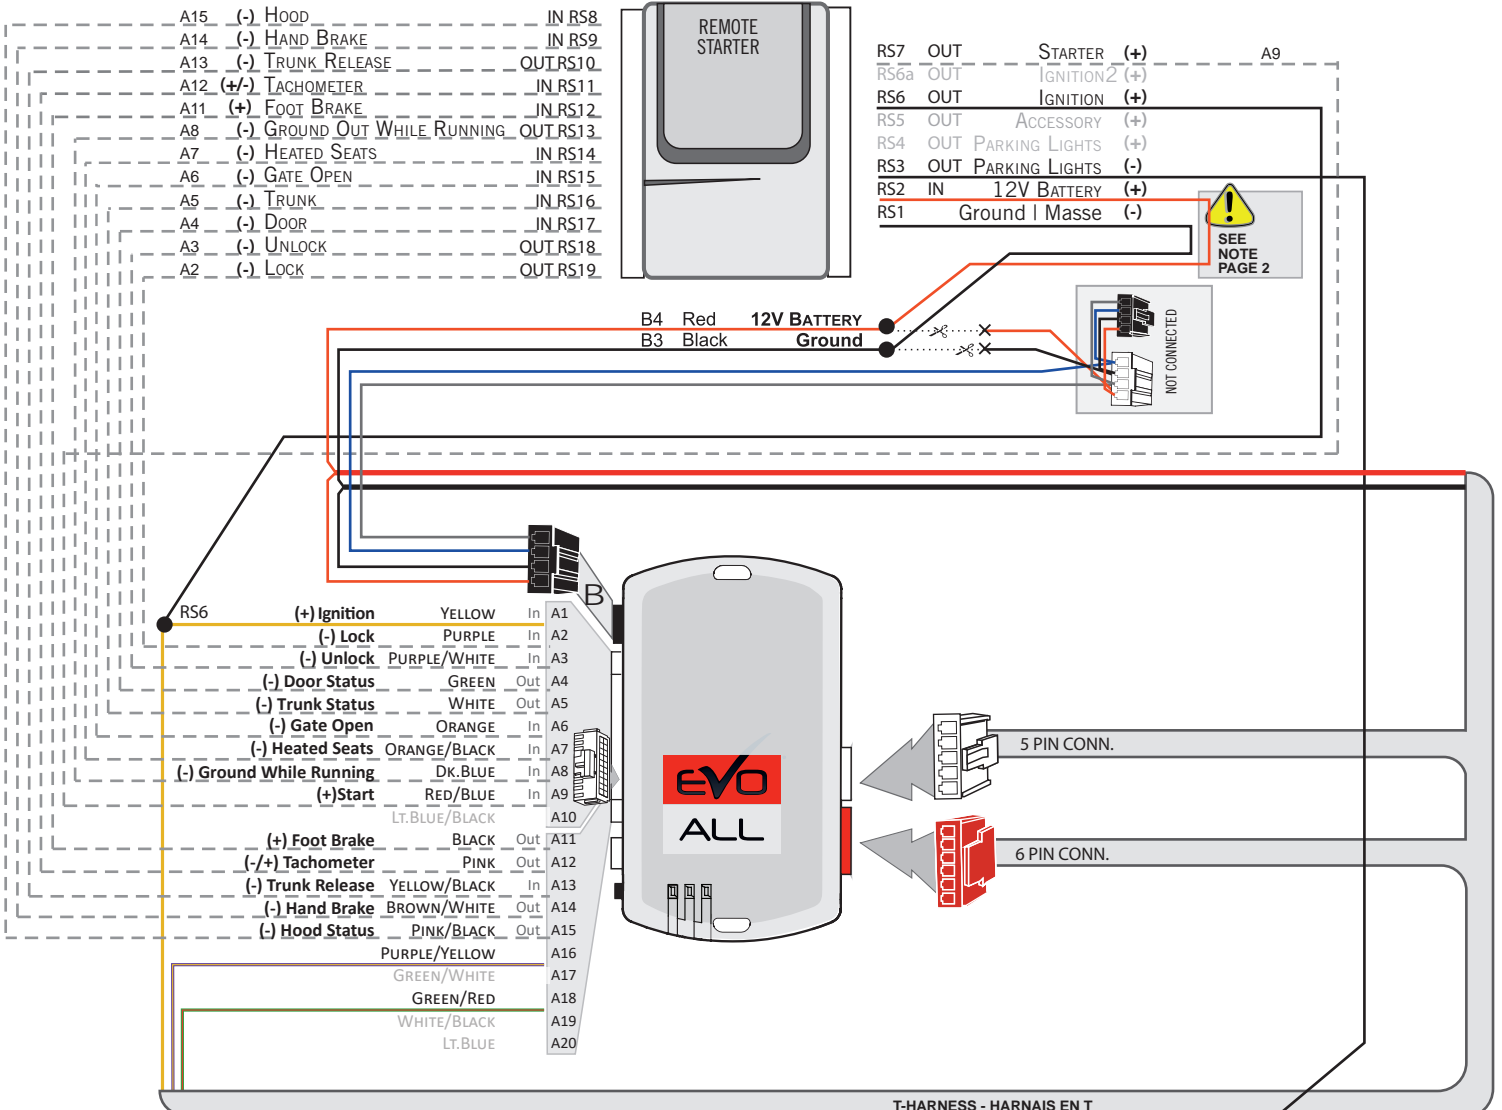 A15 (-) HOOD IN RS8
A14 (-) HAND BRAKE IN RS9
A13 (-) TRUNK RELEASE OUT RS10
A12 (+/-) TACHOMETER IN RS11
A11 (+) FOOT BRAKE IN RS12
A8 (-) GROUND OUT WHILE RUNNING OUT RS13
A7 (-) HEATED SEATS IN RS14
A6 (-) GATE OPEN IN RS15
A5 (-) TRUNK IN RS16
A4 (-) DOOR IN RS17
A3 (-) UNLOCK OUT RS18
A2 (-) LOCK OUT RS19
REMOTE
STARTER
RS7 OUT STARTER (+) A9
RS6a OUT IGNITION2 (+)
RS6 OUT IGNITION (+)
RS5 OUT ACCESSORY (+)
RS4 OUT PARKING LIGHTS (+)
RS3 OUT PARKING LIGHTS (-)
RS2 IN 12V BATTERY (+)
RS1 Ground | Masse (-)
!
SEE
NOTE
PAGE 2
B4 Red 12V BATTERY
B3 Black Ground
NOT CONNECTED
B
RS6 (+) Ignition YELLOW In A1
(-) Lock PURPLE In A2
(-) Unlock PURPLE/WHITE In A3
(-) Door Status GREEN Out A4
(-) Trunk Status WHITE Out A5
(-) Gate Open ORANGE In A6
(-) Heated Seats ORANGE/BLACK In A7
(-) Ground While Running DK.BLUE In A8
(+)Start RED/BLUE In A9
LT.BLUE/BLACK A10
(+) Foot Brake BLACK Out A11
(-/+) Tachometer PINK Out A12
(-) Trunk Release YELLOW/BLACK In A13
(-) Hand Brake BROWN/WHITE Out A14
(-) Hood Status PINK/BLACK Out A15
PURPLE/YELLOW A16
GREEN/WHITE A17
GREEN/RED A18
WHITE/BLACK A19
LT.BLUE A20
EVO
ALL
5 PIN CONN.
6 PIN CONN.
T-HARNESS - HARNAIS EN T